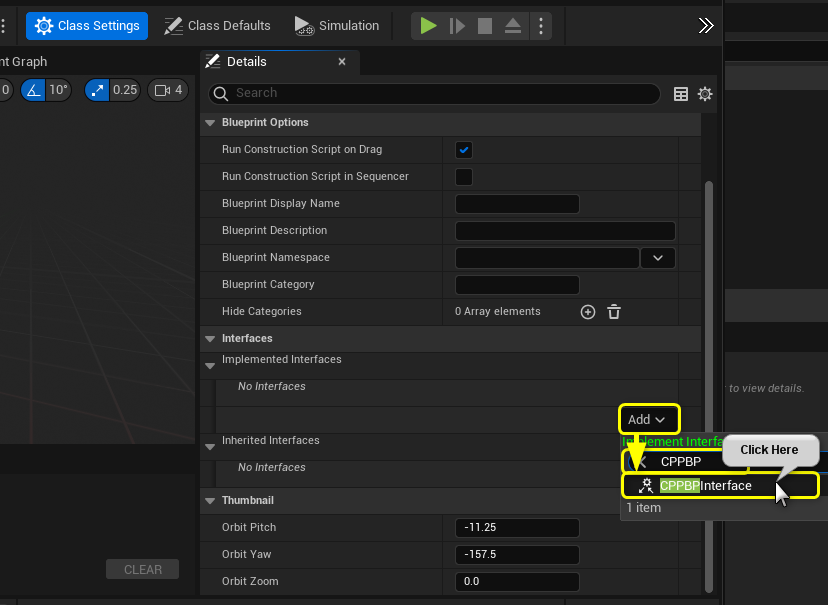 Class Settings
Class Defaults
Simulation
nt Graph
Details
0
10°
0.25
4
Search
Blueprint Options
Run Construction Script on Drag
Run Construction Script in Sequencer
Blueprint Display Name
Blueprint Description
Blueprint Namespace
Blueprint Category
Hide Categories
0 Array elements
Interfaces
Implemented Interfaces
No Interfaces
to view details.
Add
Inherited Interfaces
Implement Interfa
Click Here
CPPBP
No Interfaces
CPPBPInterface
Thumbnail
1 item
Orbit Pitch
-11.25
Orbit Yaw
-157.5
CLEAR
Orbit Zoom
0.0